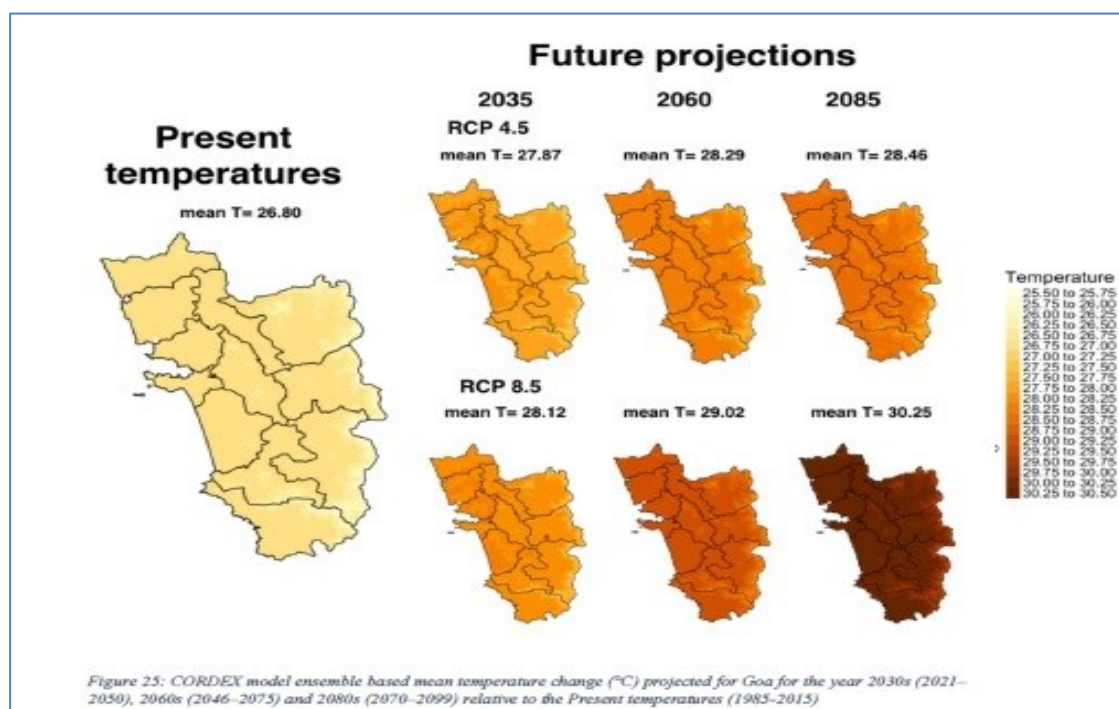 Future projections
2035 2060 2085
RCP 4.5
mean T= 27.87 mean T= 28.29 mean T= 28.46
Present
temperatures
mean T= 26.80
RCP 8.5
mean T= 28.12 mean T= 29.02 mean T= 30.25
Temperature
25.50 to 25.75
25.75 to 26.00
26.00 to 26.25
26.25 to 26.50
26.50 to 26.75
26.75 to 27.00
27.00 to 27.25
27.25 to 27.50
27.50 to 27.75
27.75 to 28.00
28.00 to 28.25
28.25 to 28.50
28.50 to 28.75
28.75 to 29.00
29.00 to 29.25
29.25 to 29.50
29.50 to 29.75
29.75 to 30.00
30.00 to 30.25
30.25 to 30.50
Figure 25: CORDEX model ensemble based mean temperature change (°C) projected for Goa for the year 2030s (2021–
2050), 2060s (2046–2075) and 2080s (2070–2099) relative to the Present temperatures (1985-2015)